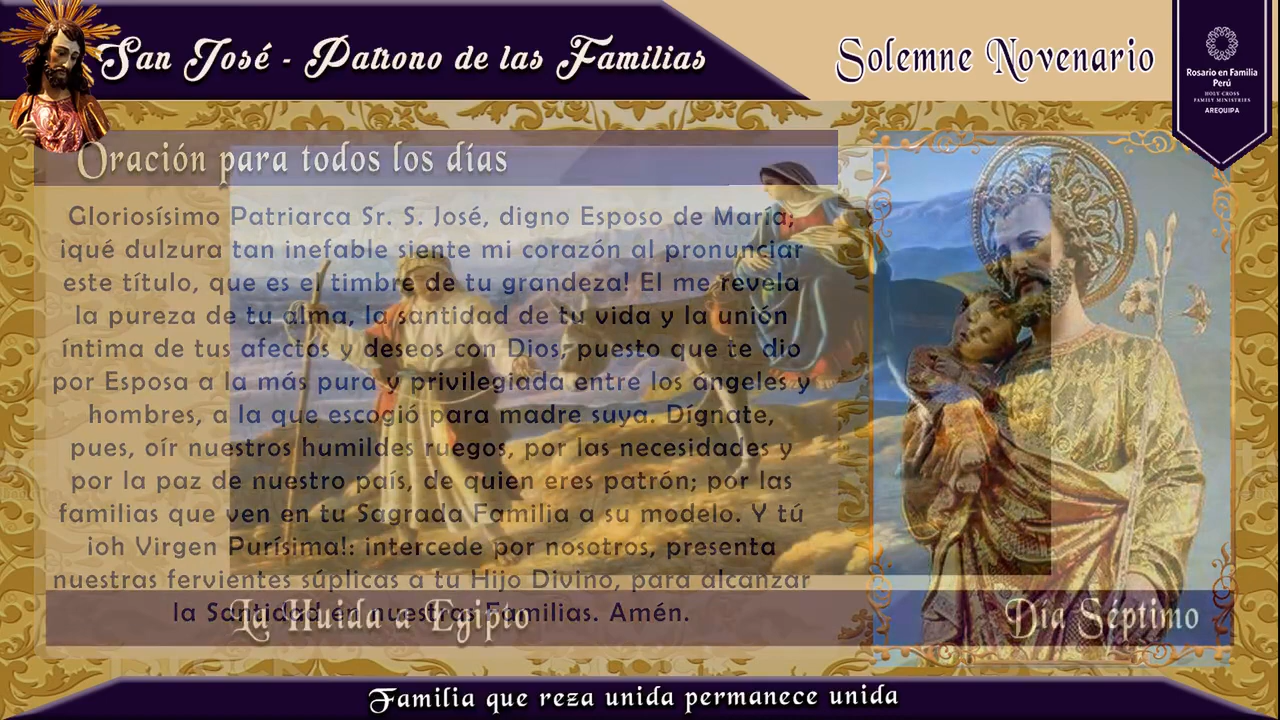 San José - Patrono de las Familias
Solemne Novenario
Rosario en Familia
Perú
HOLY CROSS
FAMILY MINISTRIES
AREQUIPA
Oración para todos los días
Gloriosísimo Patriarca Sr. S. José, digno Esposo de María;
¡qué dulzura tan inefable siente mi corazón al pronunciar
este título, que es el timbre de tu grandeza! El me revela
la pureza de tu alma, la santidad de tu vida y la unión
íntima de tus afectos y deseos con Dios, puesto que te dio
por Esposa a la más pura y privilegiada entre los ángeles y
hombres, a la que escogió para madre suya. Dígnate,
pues, oír nuestros humildes ruegos, por las necesidades y
por la paz de nuestro país, de quien eres patrón; por las
familias que ven en tu Sagrada Familia a su modelo. Y tú
¡oh Virgen Purísima!: intercede por nosotros, presenta
nuestras fervientes súplicas a tu Hijo Divino, para alcanzar
la Santidad en nuestras Familias. Amén.
La Huida a Egipto
Día Séptimo
Familia que reza unida permanece unida